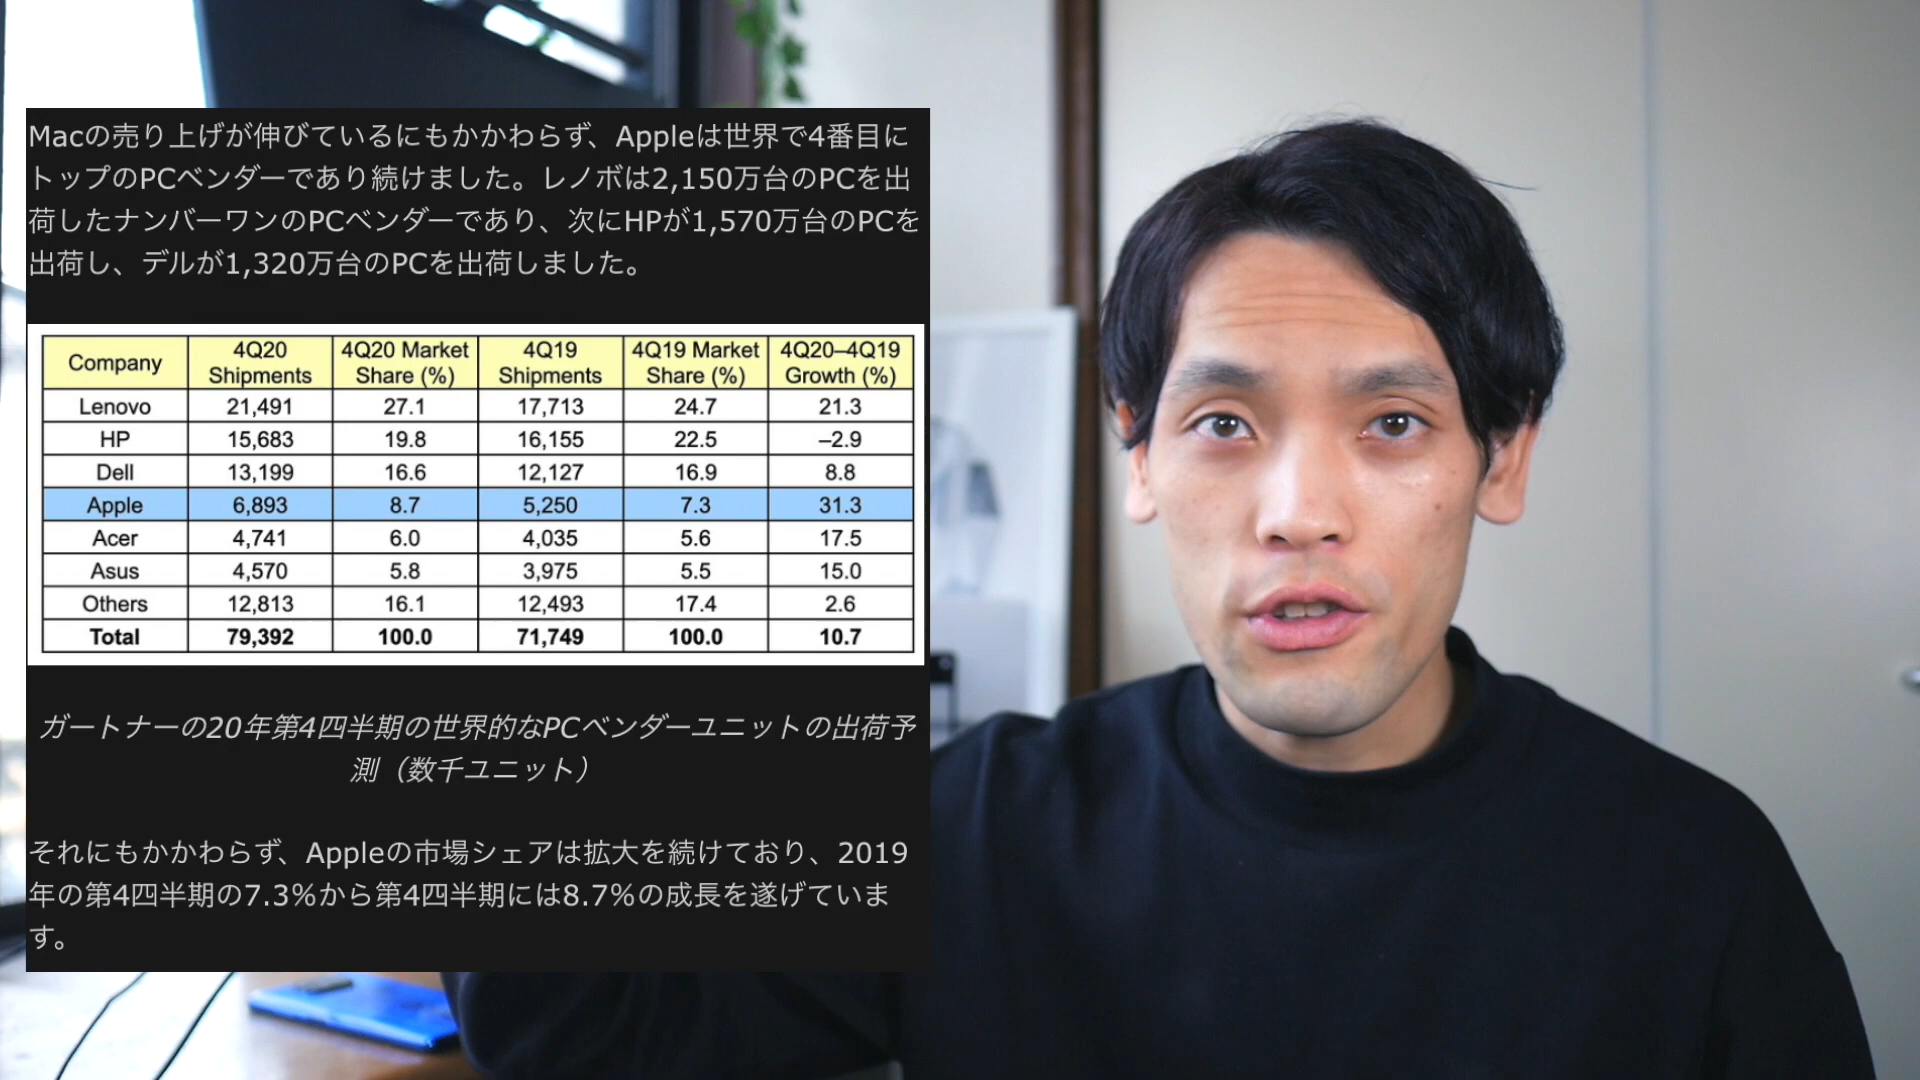 Macの売り上げが伸びているにもかかわらず、Appleは世界で4番目に
トップのPCベンダーであり続けました。レノボは2,150万台のPCを出
荷したナンバーワンのPCベンダーであり、次にHPが1,570万台のPCを
出荷し、デルが1,320万台のPCを出荷しました。
Company 4Q20 Shipments 4Q20 Market Share (%) 4Q19 Shipments 4Q19 Market Share (%) 4Q20–4Q19 Growth (%)
Lenovo 21,491 27.1 17,713 24.7 21.3
HP 15,683 19.8 16,155 22.5 –2.9
Dell 13,199 16.6 12,127 16.9 8.8
Apple 6,893 8.7 5,250 7.3 31.3
Acer 4,741 6.0 4,035 5.6 17.5
Asus 4,570 5.8 3,975 5.5 15.0
Others 12,813 16.1 12,493 17.4 2.6
Total 79,392 100.0 71,749 100.0 10.7
ガートナーの20年第4四半期の世界的なPCベンダーユニットの出荷予
測（数千ユニット）
それにもかかわらず、Appleの市場シェアは拡大を続けており、2019
年の第4四半期の7.3%から第4四半期には8.7%の成長を遂げていま
す。